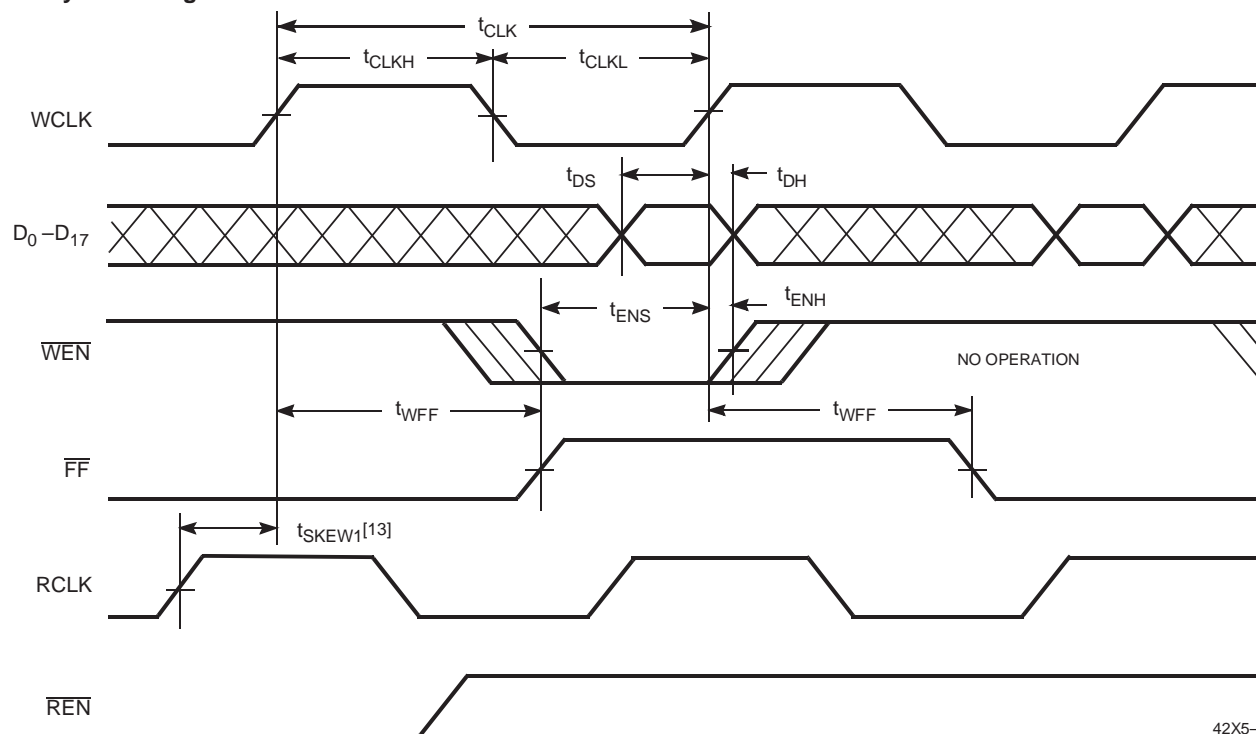 tCLK
tCLKH
tCLKL
WCLK
tDS
tDH
D0 –D17
tENS
tENH
WEN
NO OPERATION
tWFF
tWFF
FF
tSKEW1[13]
RCLK
REN
42X5–